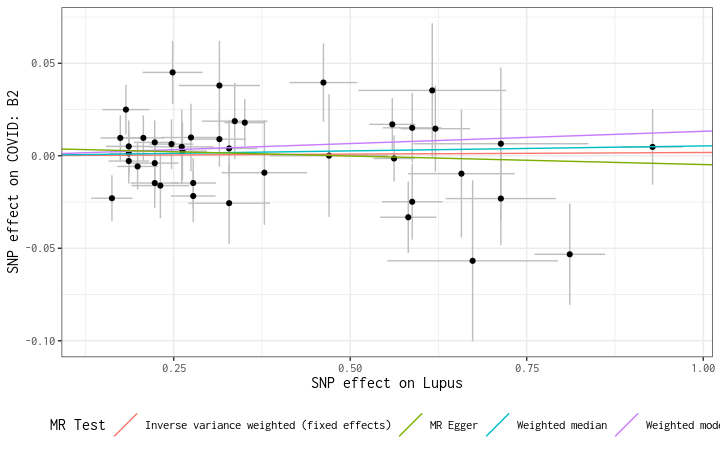 SNP effect on COVID: B2
0.05
0.00
-0.05
-0.10
0.25
0.50
0.75
1.00
SNP effect on Lupus
MR Test
Inverse variance weighted (fixed effects)
MR Egger
Weighted median
Weighted mode